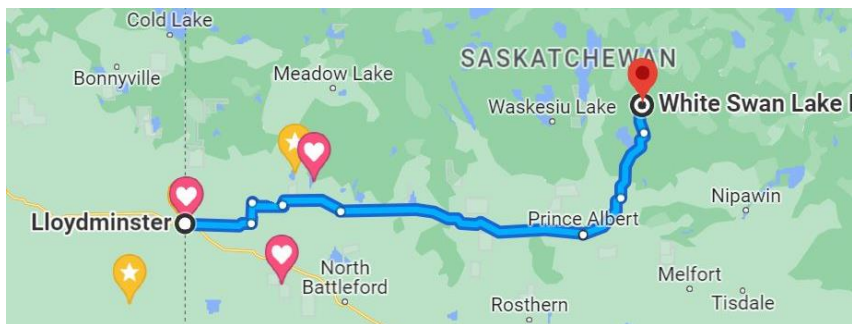 Cold Lake
Bonnyville
Meadow Lake
SASKATCHEWAN
Waskesiu Lake
White Swan Lake
Nipawin
Lloydminster
Prince Albert
North
Battleford
Melfort
Rosthern
Tisdale